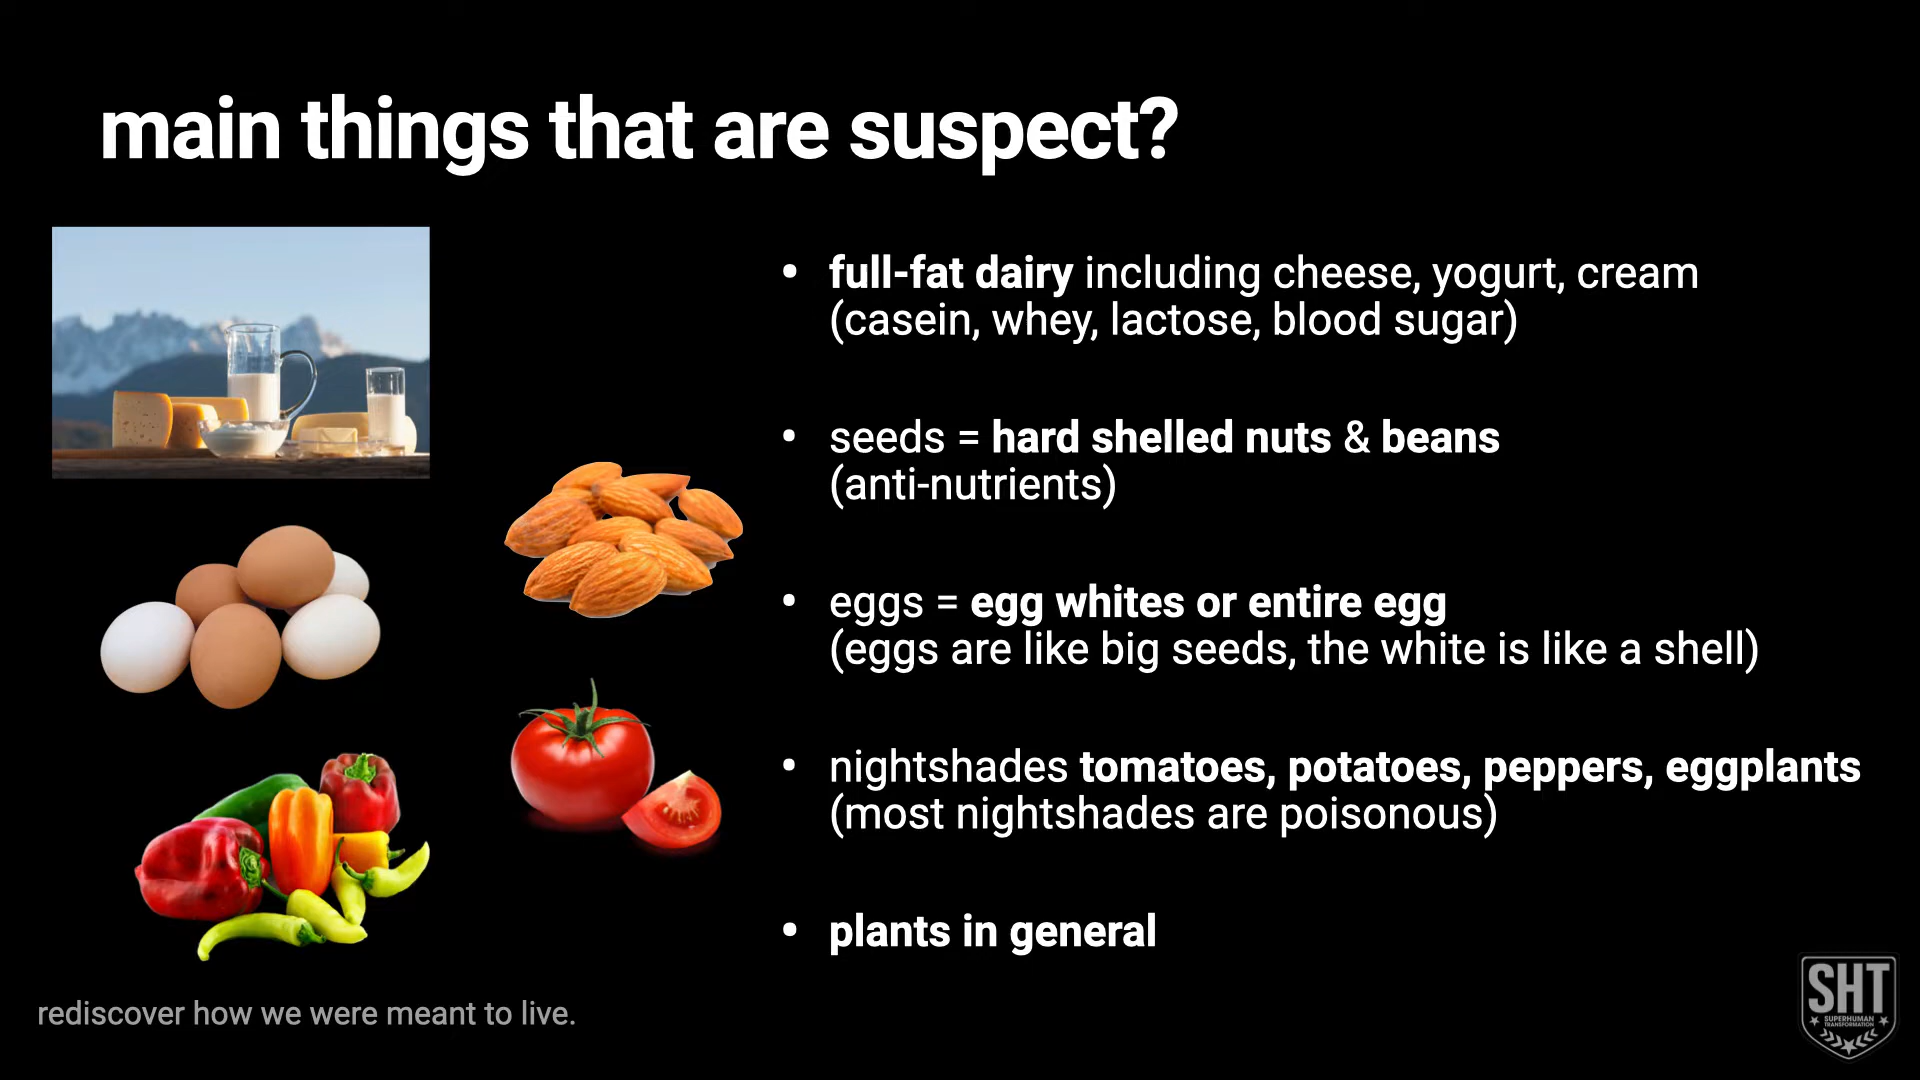 main things that are suspect?
• full-fat dairy including cheese, yogurt, cream
(casein, whey, lactose, blood sugar)
• seeds = hard shelled nuts & beans
(anti-nutrients)
• eggs = egg whites or entire egg
(eggs are like big seeds, the white is like a shell)
• nightshades tomatoes, potatoes, peppers, eggplants
(most nightshades are poisonous)
• plants in general
rediscover how we were meant to live.
SHT
SUPERHUMAN
TRANSFORMATION